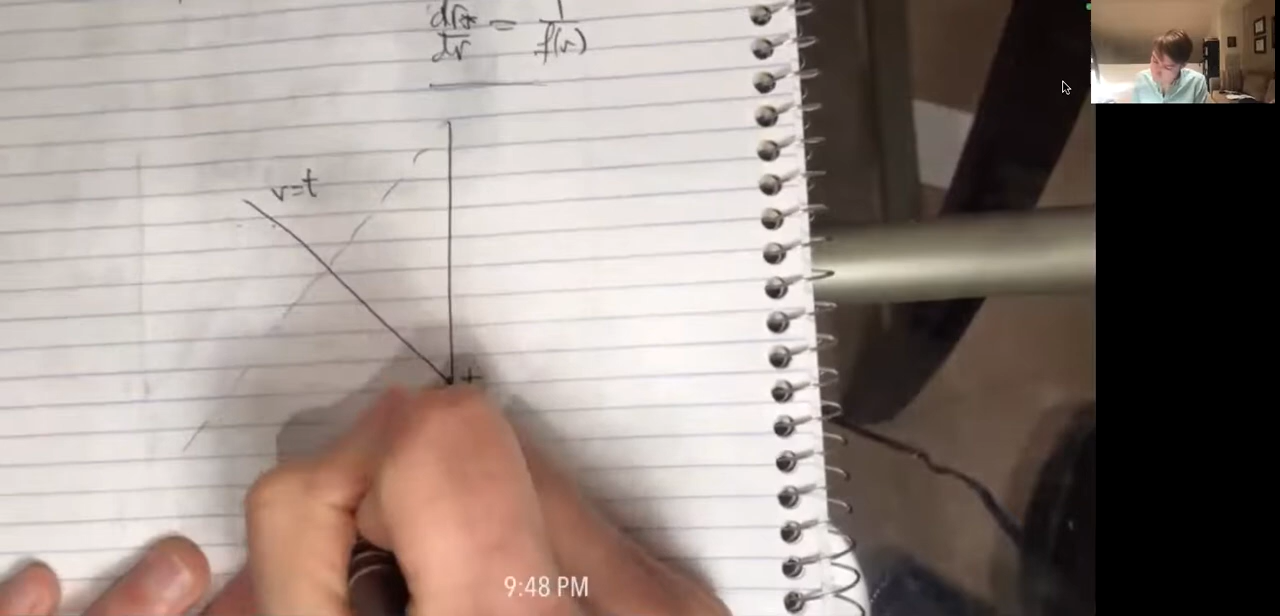 dr* / dr = 1 / f(r)
v=t
t
9:48 PM